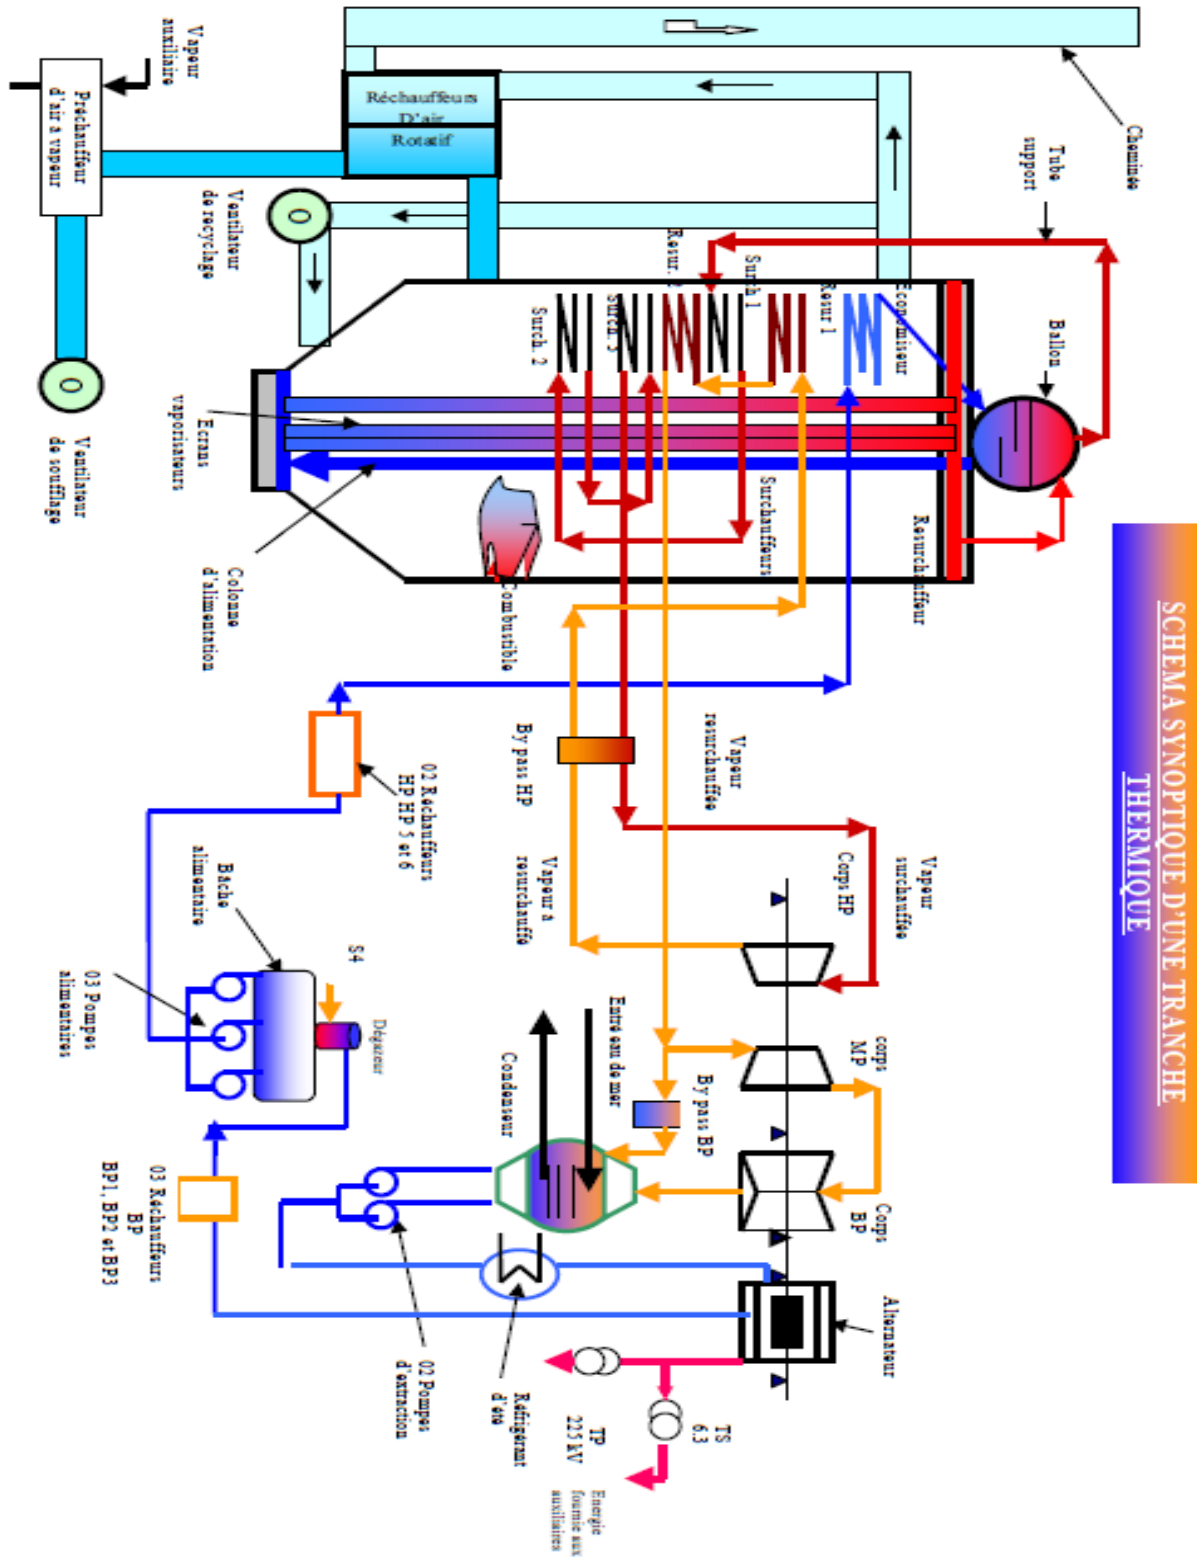 SCHEMA SYNOPTIQUE D'UNE TRANCHE
THERMIQUE
Cheminée
Tube
support
Ballon
Vapeur
auxiliaire
Préchauffeur
d'air à vapeur
Réchauffeurs
D'air
Rotatif
Ventilateur
de recyclage
Ventilateur
de soufflage
Economiseur
Resur 1
Surch 1
Resur.
Surch. 3
Surch. 2
Ecrans
vaporisateurs
Surchauffeurs
Resurchauffeur
Colonne
d'alimentation
Combustible
Vapeur
resurchauffée
By pass HP
02 Réchauffeurs
HP HP 5 et 6
Vapeur
surchauffée
Corps HP
Vapeur à
resurchauffé
Bâche
alimentaire
S4
Dégazeur
03 Pompes
alimentaires
corps
MP
Entré eau de mer
Condenseur
By pass BP
Corps
BP
03 Réchauffeurs
BP
BP1, BP2 et BP3
Alternateur
02 Pompes
d'extraction
Réfrigérant
d'été
TS
6.3
TP
225 kV
Energie
fournie aux
auxiliaires